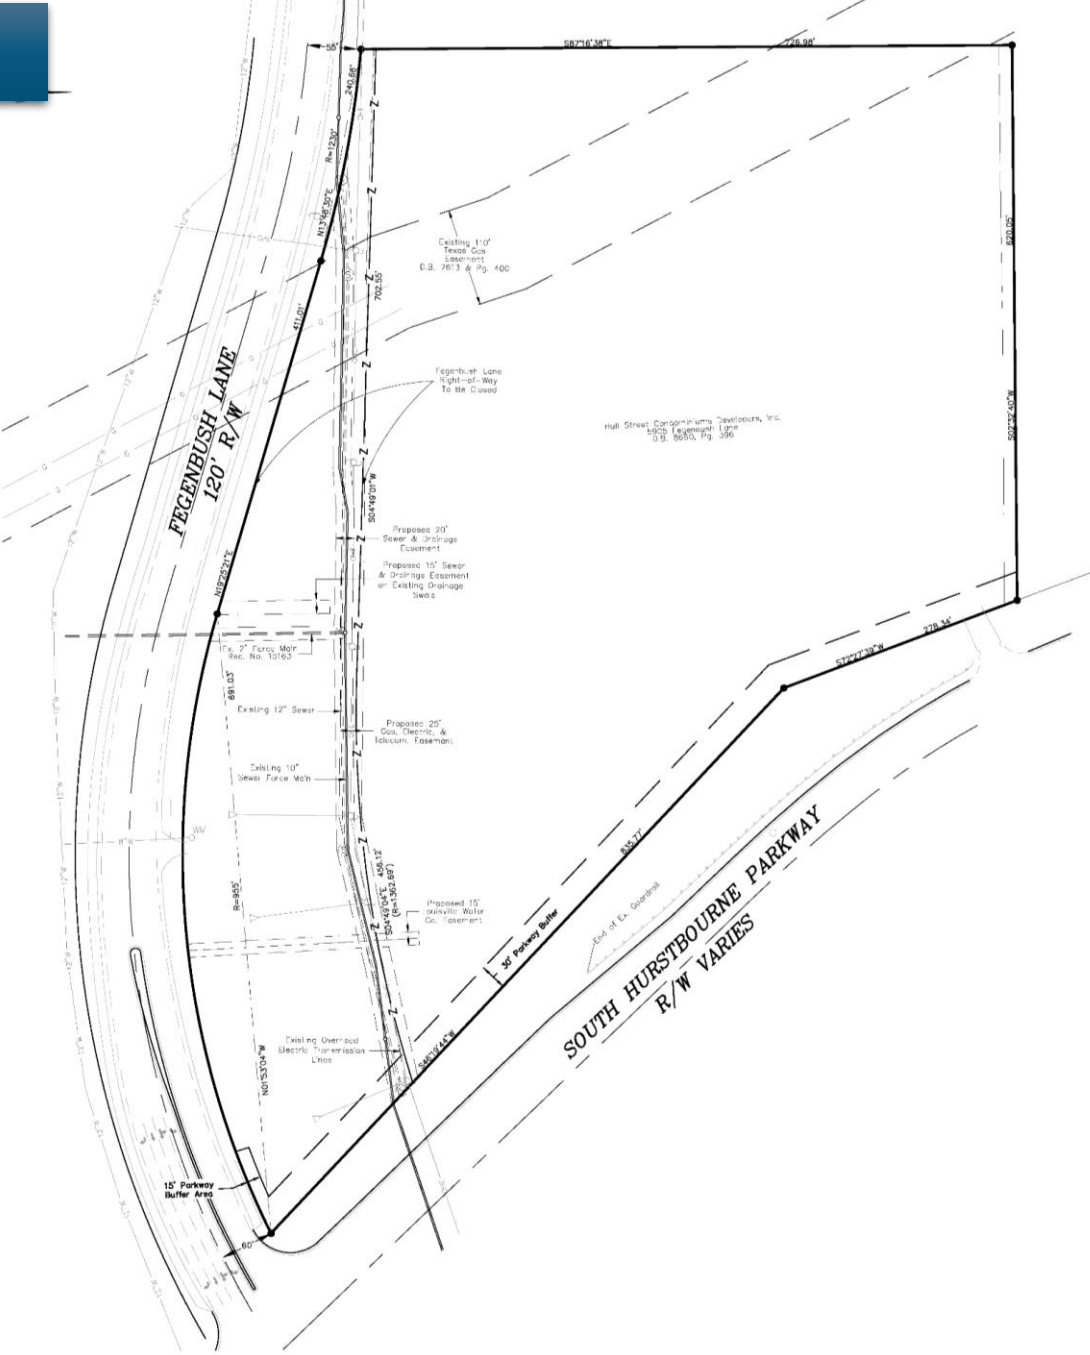 S87°16'38"E
726.98'
55'
240.66'
R=1230'
N13°48'30"E
Existing 110'
Texas Gas
Easement
D.B. 7613 & Pg. 400
620.05'
S02°32'40"W
702.55'
411.01'
FEGENBUSH LANE
120' R/W
Fegenbush Lane
Right-of-Way
To Be Closed
Hull Street Condominiums Developers, Inc.
5905 Fegenbush Lane
D.B. 8650, Pg. 396
S04°49'01"W
Proposed 20'
Sewer & Drainage
Easement
Proposed 15' Sewer
& Drainage Easement
on Existing Drainage
Swale
N19°25'21"E
Ex. 2" Force Main
Rec. No. 15163
278.34'
S72°27'39"W
691.03'
Existing 12" Sewer
Proposed 25'
Gas, Electric, &
Telecom. Easement
Existing 10"
Sewer Force Main
WV
8"W
835.77'
SOUTH HURSTBOURNE PARKWAY
R/W VARIES
R=955'
S04°49'04"E 456.12'
(R=1362.69')
Proposed 15'
Louisville Water
Co. Easement
End of Ex. Guardrail
30' Parkway Buffer
S46°19'44"W
Existing Overhead
Electric Transmission
Lines
N01°53'04"W
15' Parkway
Buffer Area
60'